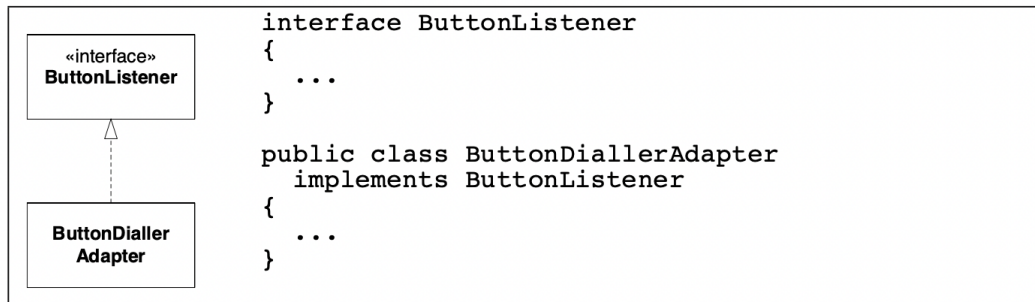 «interface»
ButtonListener
ButtonDialler
Adapter
interface ButtonListener
{
...
}
public class ButtonDiallerAdapter
implements ButtonListener
{
...
}